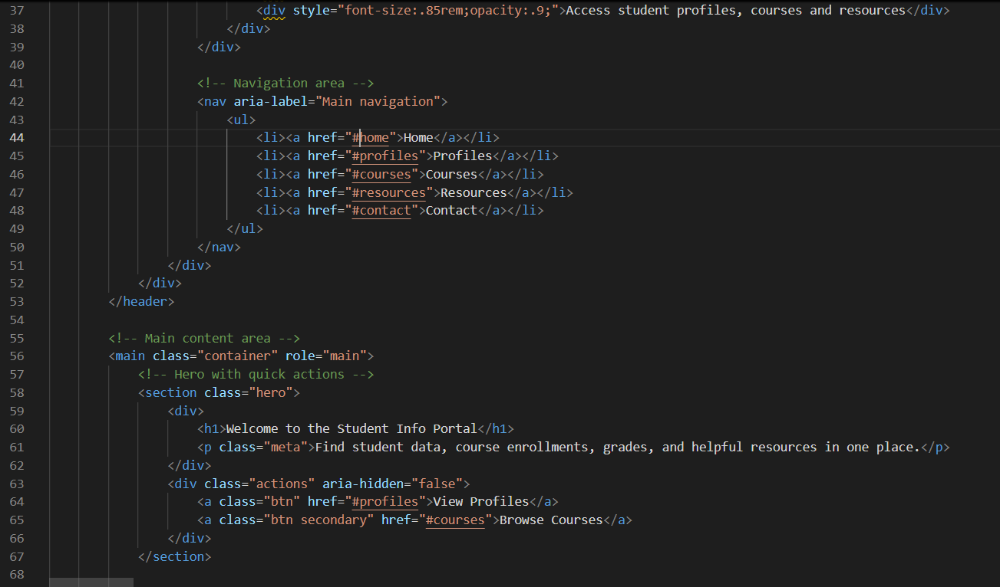 37 <div style="font-size:.85rem;opacity:.9;">Access student profiles, courses and resources</div>
38 </div>
39 </div>
40
41 <!-- Navigation area -->
42 <nav aria-label="Main navigation">
43 <ul>
44 <li><a href="#home">Home</a></li>
45 <li><a href="#profiles">Profiles</a></li>
46 <li><a href="#courses">Courses</a></li>
47 <li><a href="#resources">Resources</a></li>
48 <li><a href="#contact">Contact</a></li>
49 </ul>
50 </nav>
51 </div>
52 </div>
53 </header>
54
55 <!-- Main content area -->
56 <main class="container" role="main">
57 <!-- Hero with quick actions -->
58 <section class="hero">
59 <div>
60 <h1>Welcome to the Student Info Portal</h1>
61 <p class="meta">Find student data, course enrollments, grades, and helpful resources in one place.</p>
62 </div>
63 <div class="actions" aria-hidden="false">
64 <a class="btn" href="#profiles">View Profiles</a>
65 <a class="btn secondary" href="#courses">Browse Courses</a>
66 </div>
67 </section>
68